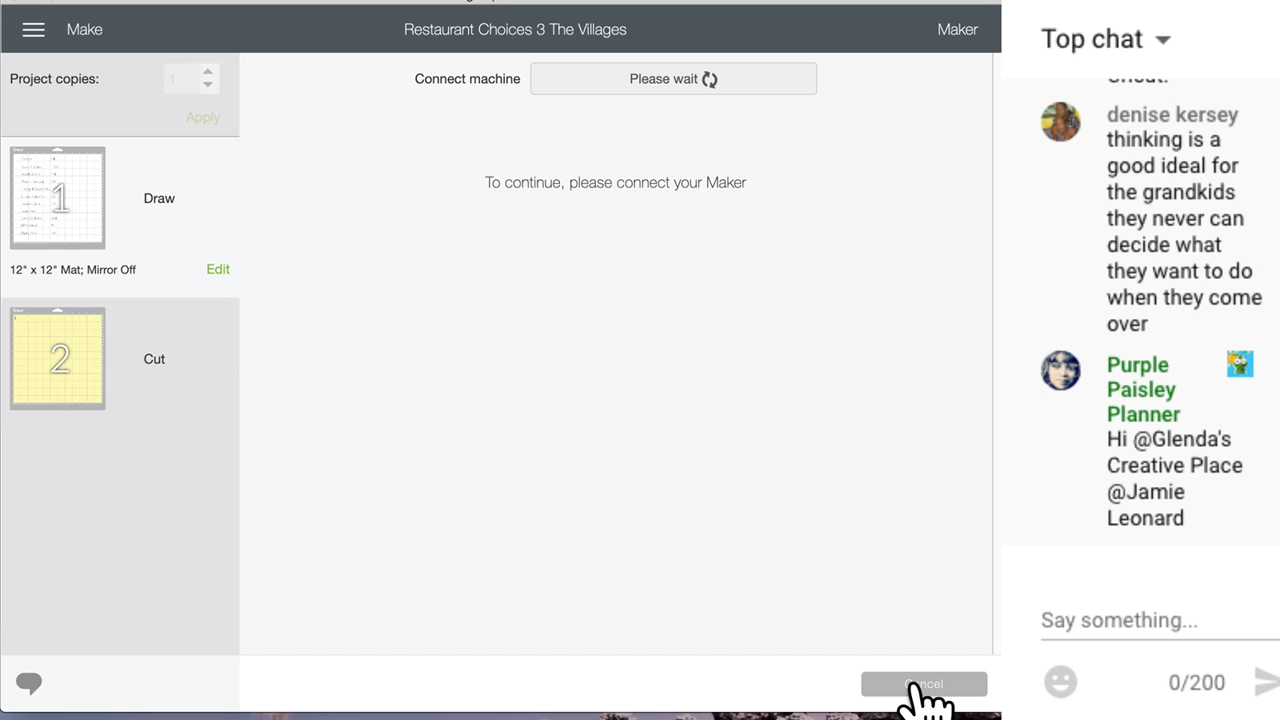 Make
Restaurant Choices 3 The Villages
Maker
Project copies:
1
Apply
Connect machine
Please wait
To continue, please connect your Maker
1
Draw
12" x 12" Mat; Mirror Off
Edit
2
Cut
Cancel
Top chat
denise kersey
thinking is a
good ideal for
the grandkids
they never can
decide what
they want to do
when they come
over
Purple
Paisley
Planner
Hi @Glenda's
Creative Place
@Jamie
Leonard
Say something...
0/200